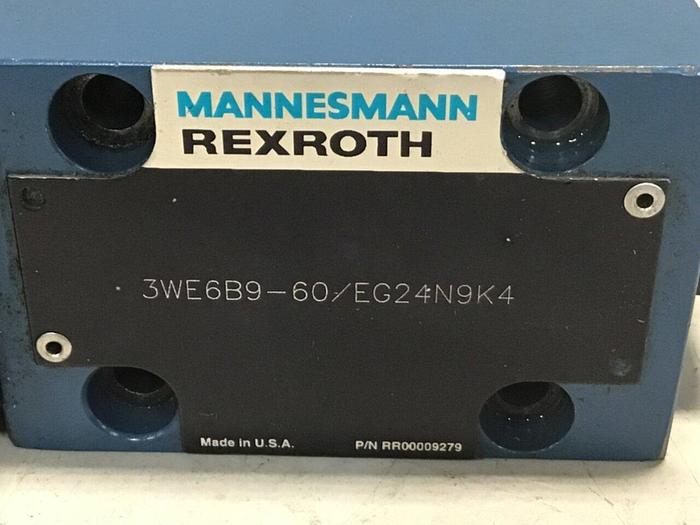 MANNESMANN
REXROTH
3WE6B9-60/EG24N9K4
Made in U.S.A. P/N RR00009279